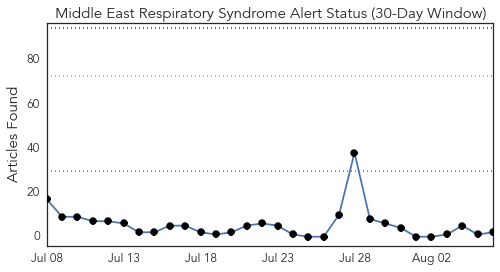 Middle East Respiratory Syndrome Alert Status (30-Day Window)
Articles Found
80
60
40
20
0
Jul 08 Jul 13 Jul 18 Jul 23 Jul 28 Aug 02